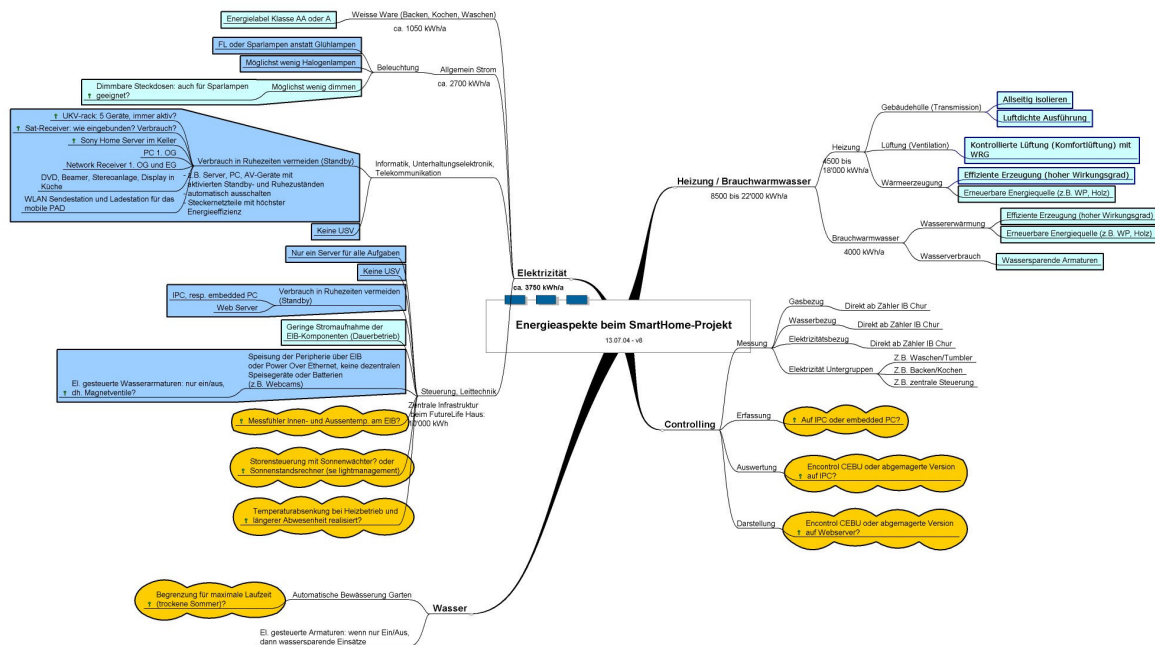 Energieaspekte beim SmartHome-Projekt
13.07.04 - v6
Elektrizität
ca. 3750 kWh/a
Weisse Ware (Backen, Kochen, Waschen)
ca. 1050 kWh/a
Energielabel Klasse AA oder A
Allgemein Strom
ca. 2700 kWh/a
Beleuchtung
FL oder Sparlampen anstatt Glühlampen
Möglichst wenig Halogenlampen
Möglichst wenig dimmen
Dimmbare Steckdosen: auch für Sparlampen
geeignet?
Informatik, Unterhaltungselektronik,
Telekommunikation
Verbrauch in Ruhezeiten vermeiden (Standby)
- z.B. Server, PC, AV-Geräte mit
aktivierten Standby- und Ruhezuständen
- automatisch ausschalten
- Steckernetzteile mit höchster
Energieeffizienz
UKV-rack: 5 Geräte, immer aktiv?
Sat-Receiver: wie eingebunden? Verbrauch?
Sony Home Server im Keller
PC 1. OG
Network Receiver 1. OG und EG
DVD, Beamer, Stereoanlage, Display in
Küche
WLAN Sendestation und Ladestation für das
mobile PAD
Keine USV
Steuerung, Leittechnik
Zentrale Infrastruktur
beim FutureLife Haus:
10'000 kWh
Nur ein Server für alle Aufgaben
Keine USV
Verbrauch in Ruhezeiten vermeiden
(Standby)
IPC, resp. embedded PC
Web Server
Geringe Stromaufnahme der
EIB-Komponenten (Dauerbetrieb)
Speisung der Peripherie über EIB
oder Power Over Ethernet, keine dezentralen
Speisegeräte oder Batterien
(z.B. Webcams)
El. gesteuerte Wasserarmaturen: nur ein/aus,
dh. Magnetventile?
Messfühler Innen- und Aussentemp. am EIB?
Storensteuerung mit Sonnenwächter? oder
Sonnenstandsrechner (se lightmanagement)
Temperaturabsenkung bei Heizbetrieb und
längerer Abwesenheit realisiert?
Wasser
Automatische Bewässerung Garten
Begrenzung für maximale Laufzeit
(trockene Sommer)?
El. gesteuerte Armaturen: wenn nur Ein/Aus,
dann wassersparende Einsätze
Heizung / Brauchwarmwasser
8500 bis 22'000 kWh/a
Heizung
4500 bis
18'000 kWh/a
Gebäudehülle (Transmission)
Allseitig Isolieren
Luftdichte Ausführung
Lüftung (Ventilation)
Kontrollierte Lüftung (Komfortlüftung) mit
WRG
Wärmeerzeugung
Effiziente Erzeugung (hoher Wirkungsgrad)
Erneuerbare Energiequelle (z.B. WP, Holz)
Brauchwarmwasser
4000 kWh/a
Wassererwärmung
Effiziente Erzeugung (hoher Wirkungsgrad)
Erneuerbare Energiequelle (z.B. WP, Holz)
Wasserverbrauch
Wassersparende Armaturen
Controlling
Messung
Gasbezug
Direkt ab Zähler IB Chur
Wasserbezug
Direkt ab Zähler IB Chur
Elektrizitätsbezug
Direkt ab Zähler IB Chur
Elektrizität Untergruppen
Z.B. Waschen/Tumbler
Z.B. Backen/Kochen
Z.B. zentrale Steuerung
Erfassung
Auf IPC oder embedded PC?
Auswertung
Encontrol CEBU oder abgemagerte Version
auf IPC?
Darstellung
Encontrol CEBU oder abgemagerte Version
auf Webserver?